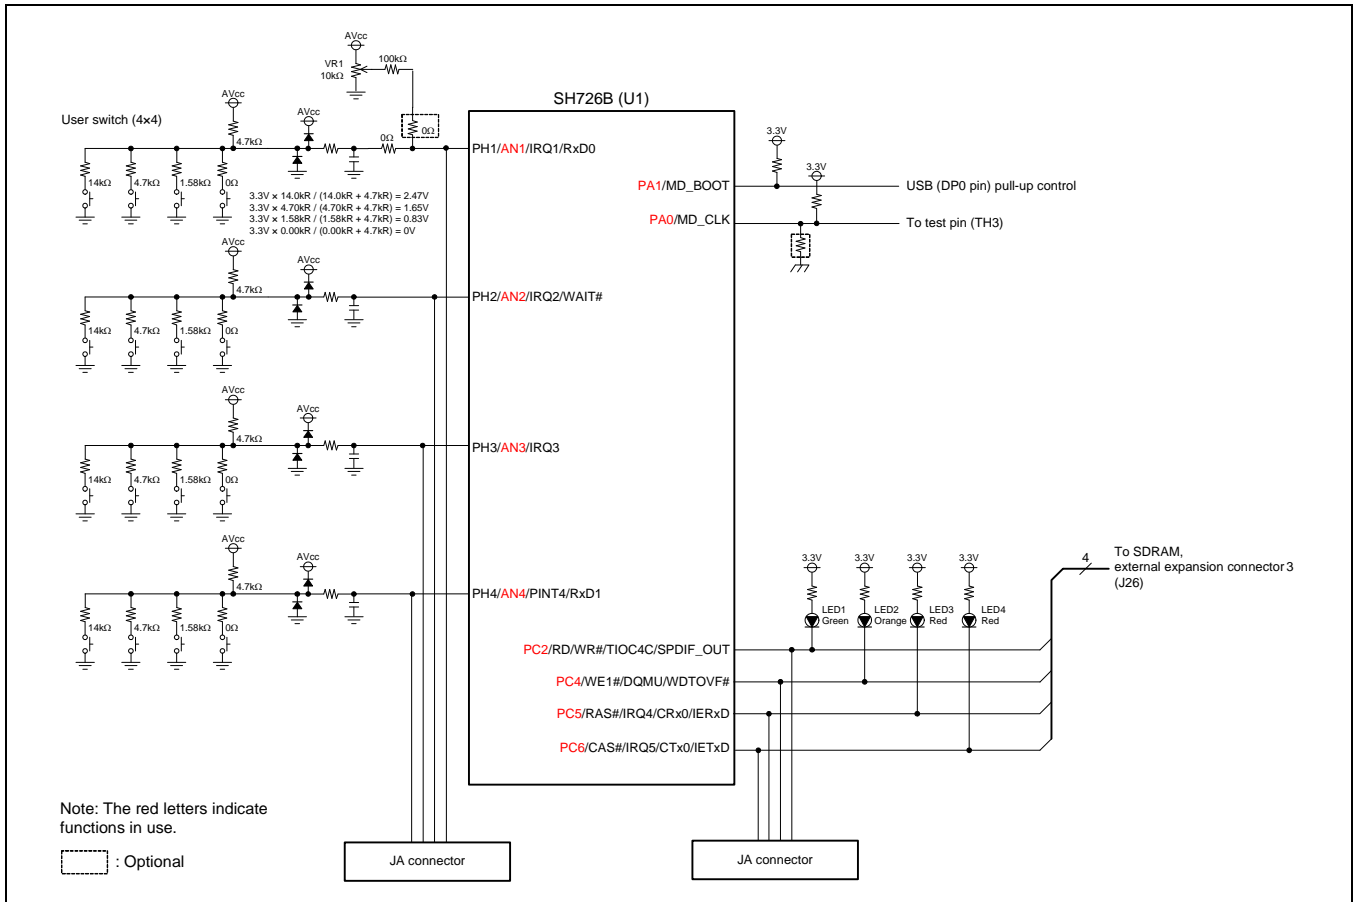 AVcc
VR1
10kΩ
100kΩ
SH726B (U1)
User switch (4×4)
AVcc
4.7kΩ
AVcc
0Ω
0Ω
PH1/AN1/IRQ1/RxD0
14kΩ
4.7kΩ
1.58kΩ
0Ω
3.3V × 14.0kR / (14.0kR + 4.7kR) = 2.47V
3.3V × 4.70kR / (4.70kR + 4.7kR) = 1.65V
3.3V × 1.58kR / (1.58kR + 4.7kR) = 0.83V
3.3V × 0.00kR / (0.00kR + 4.7kR) = 0V
3.3V
3.3V
PA1/MD_BOOT
USB (DP0 pin) pull-up control
PA0/MD_CLK
To test pin (TH3)
AVcc
4.7kΩ
AVcc
PH2/AN2/IRQ2/WAIT#
14kΩ
4.7kΩ
1.58kΩ
0Ω
AVcc
4.7kΩ
AVcc
PH3/AN3/IRQ3
14kΩ
4.7kΩ
1.58kΩ
0Ω
AVcc
4.7kΩ
AVcc
PH4/AN4/PINT4/RxD1
14kΩ
4.7kΩ
1.58kΩ
0Ω
3.3V
3.3V
3.3V
3.3V
4
To SDRAM,
external expansion connector 3
(J26)
LED1
Green
LED2
Orange
LED3
Red
LED4
Red
PC2/RD/WR#/TIOC4C/SPDIF_OUT
PC4/WE1#/DQMU/WDTOVF#
PC5/RAS#/IRQ4/CRx0/IERxD
PC6/CAS#/IRQ5/CTx0/IETxD
Note: The red letters indicate
functions in use.
: Optional
JA connector
JA connector